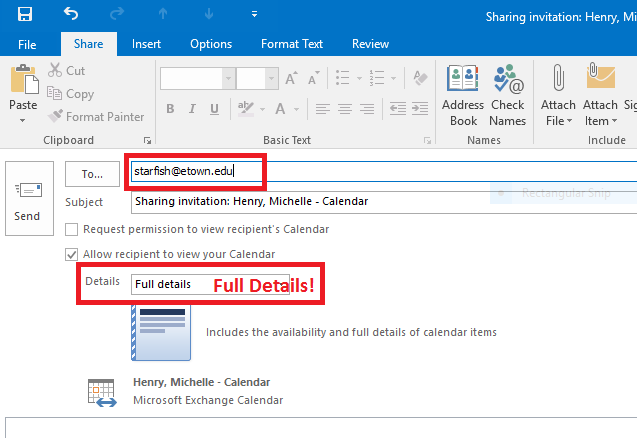 Sharing invitation: Henry, Mi
File Share Insert Options Format Text Review
Paste
Cut
Copy
Format Painter
Clipboard
B I U ab A
Basic Text
Address Book
Check Names
Names
Attach File
Attach Item
Sig
Include
Send
To...
starfish@etown.edu
Subject
Sharing invitation: Henry, Michelle - Calendar
Rectangular Snip
Request permission to view recipient's Calendar
Allow recipient to view your Calendar
Details
Full details
Full Details!
Includes the availability and full details of calendar items
Henry, Michelle - Calendar
Microsoft Exchange Calendar